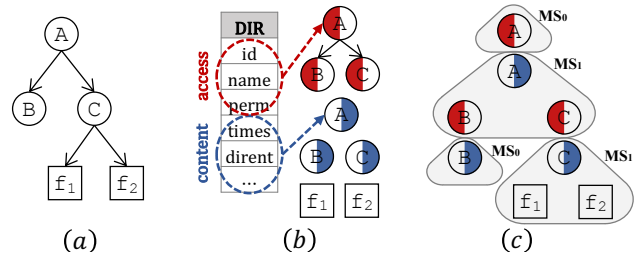 A
B
C
f1
f2
(a)
DIR
id
name
perm
times
dirent
...
access
content
A
B
C
A
B
C
f1
f2
(b)
A
MS0
A
MS1
B
C
B
MS0
C
MS1
f1
f2
(c)